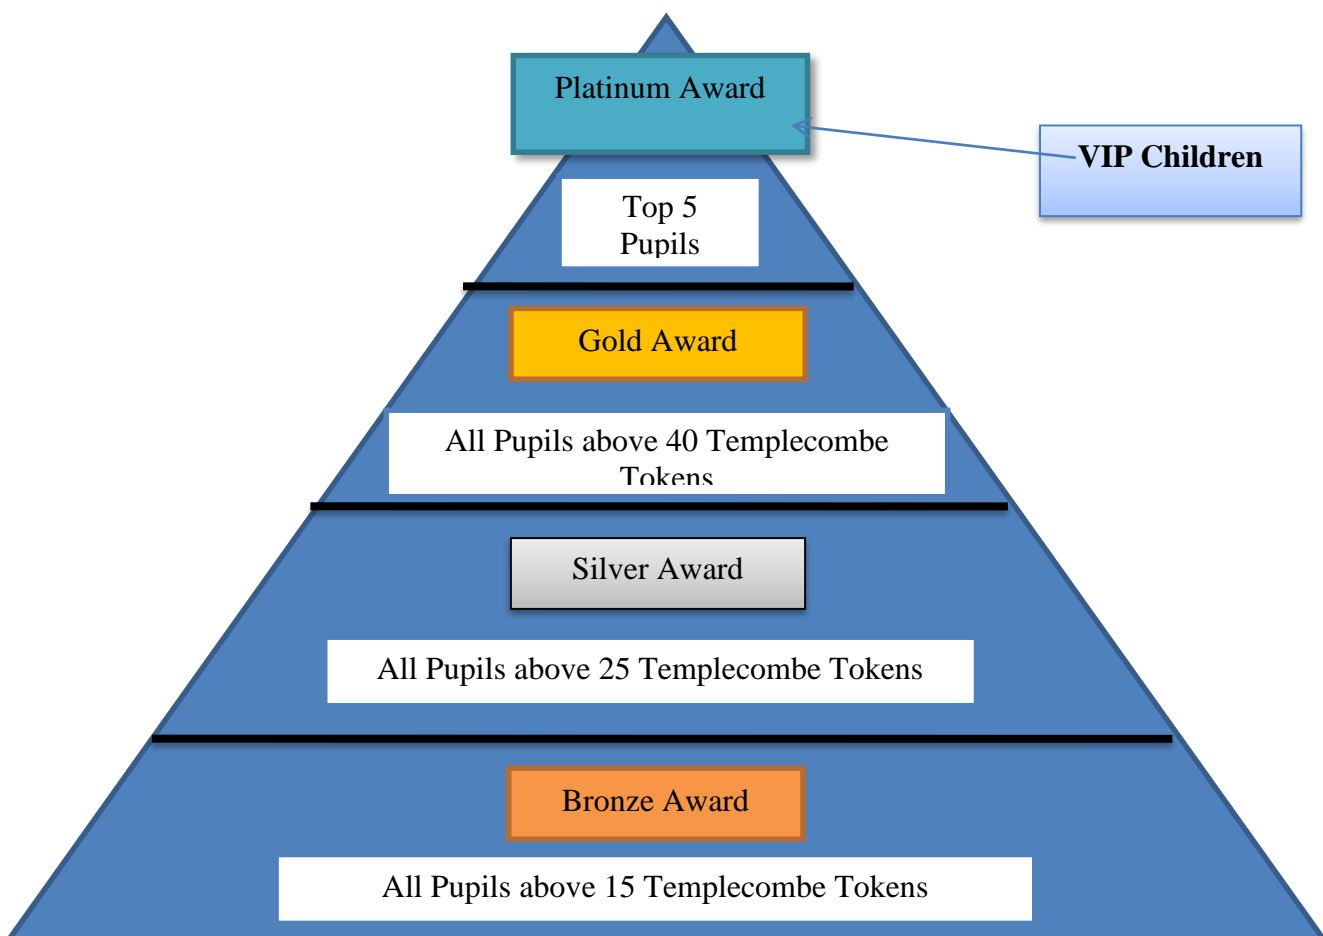 Platinum Award
VIP Children
Top 5
Pupils
Gold Award
All Pupils above 40 Templecombe
Tokens
Silver Award
All Pupils above 25 Templecombe Tokens
Bronze Award
All Pupils above 15 Templecombe Tokens